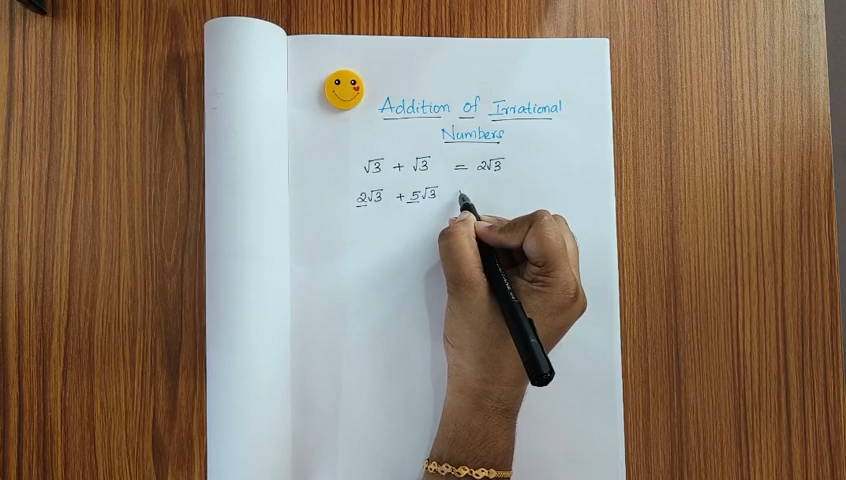 Addition of Irrational
Numbers
√3 + √3 = 2√3
2√3 + 5√3